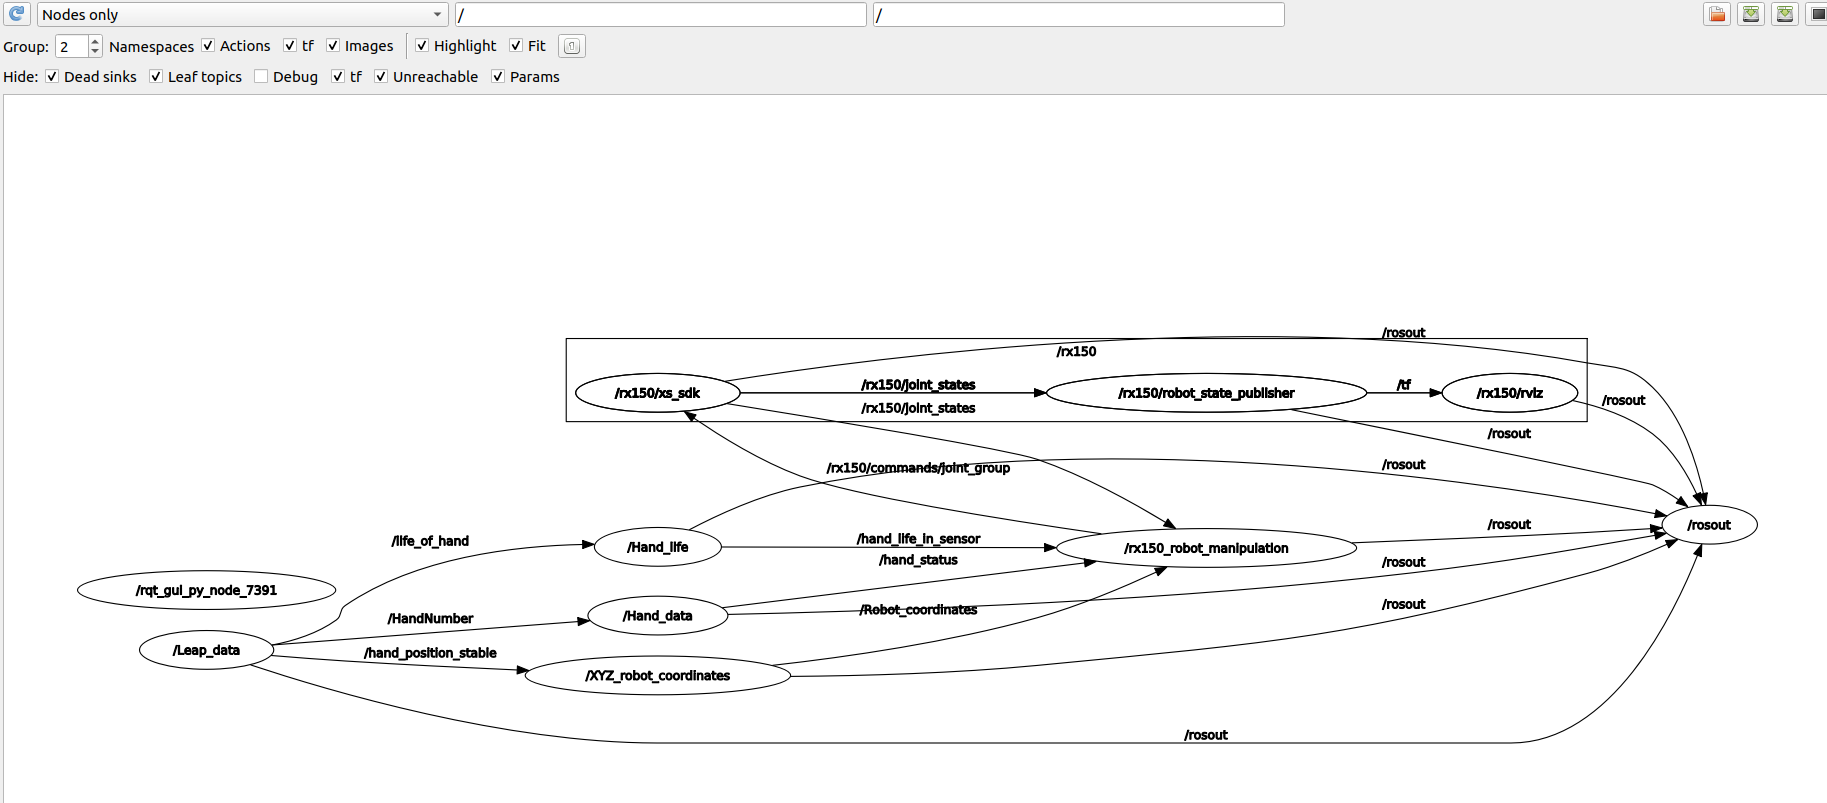 Nodes only / /
Group: 2 Namespaces Actions tf Images Highlight Fit
Hide: Dead sinks Leaf topics Debug tf Unreachable Params
/rosout
/rx150
/rx150/xs_sdk
/rx150/joint_states
/rx150/robot_state_publisher
/tf
/rx150/rviz
/rosout
/rx150/joint_states
/rosout
/rx150/commands/joint_group
/rosout
/rosout
/rosout
/life_of_hand
/Hand_life
/hand_life_in_sensor
/rx150_robot_manipulation
/hand_status
/rosout
/rqt_gui_py_node_7391
/HandNumber
/Hand_data
/Robot_coordinates
/rosout
/Leap_data
/hand_position_stable
/XYZ_robot_coordinates
/rosout